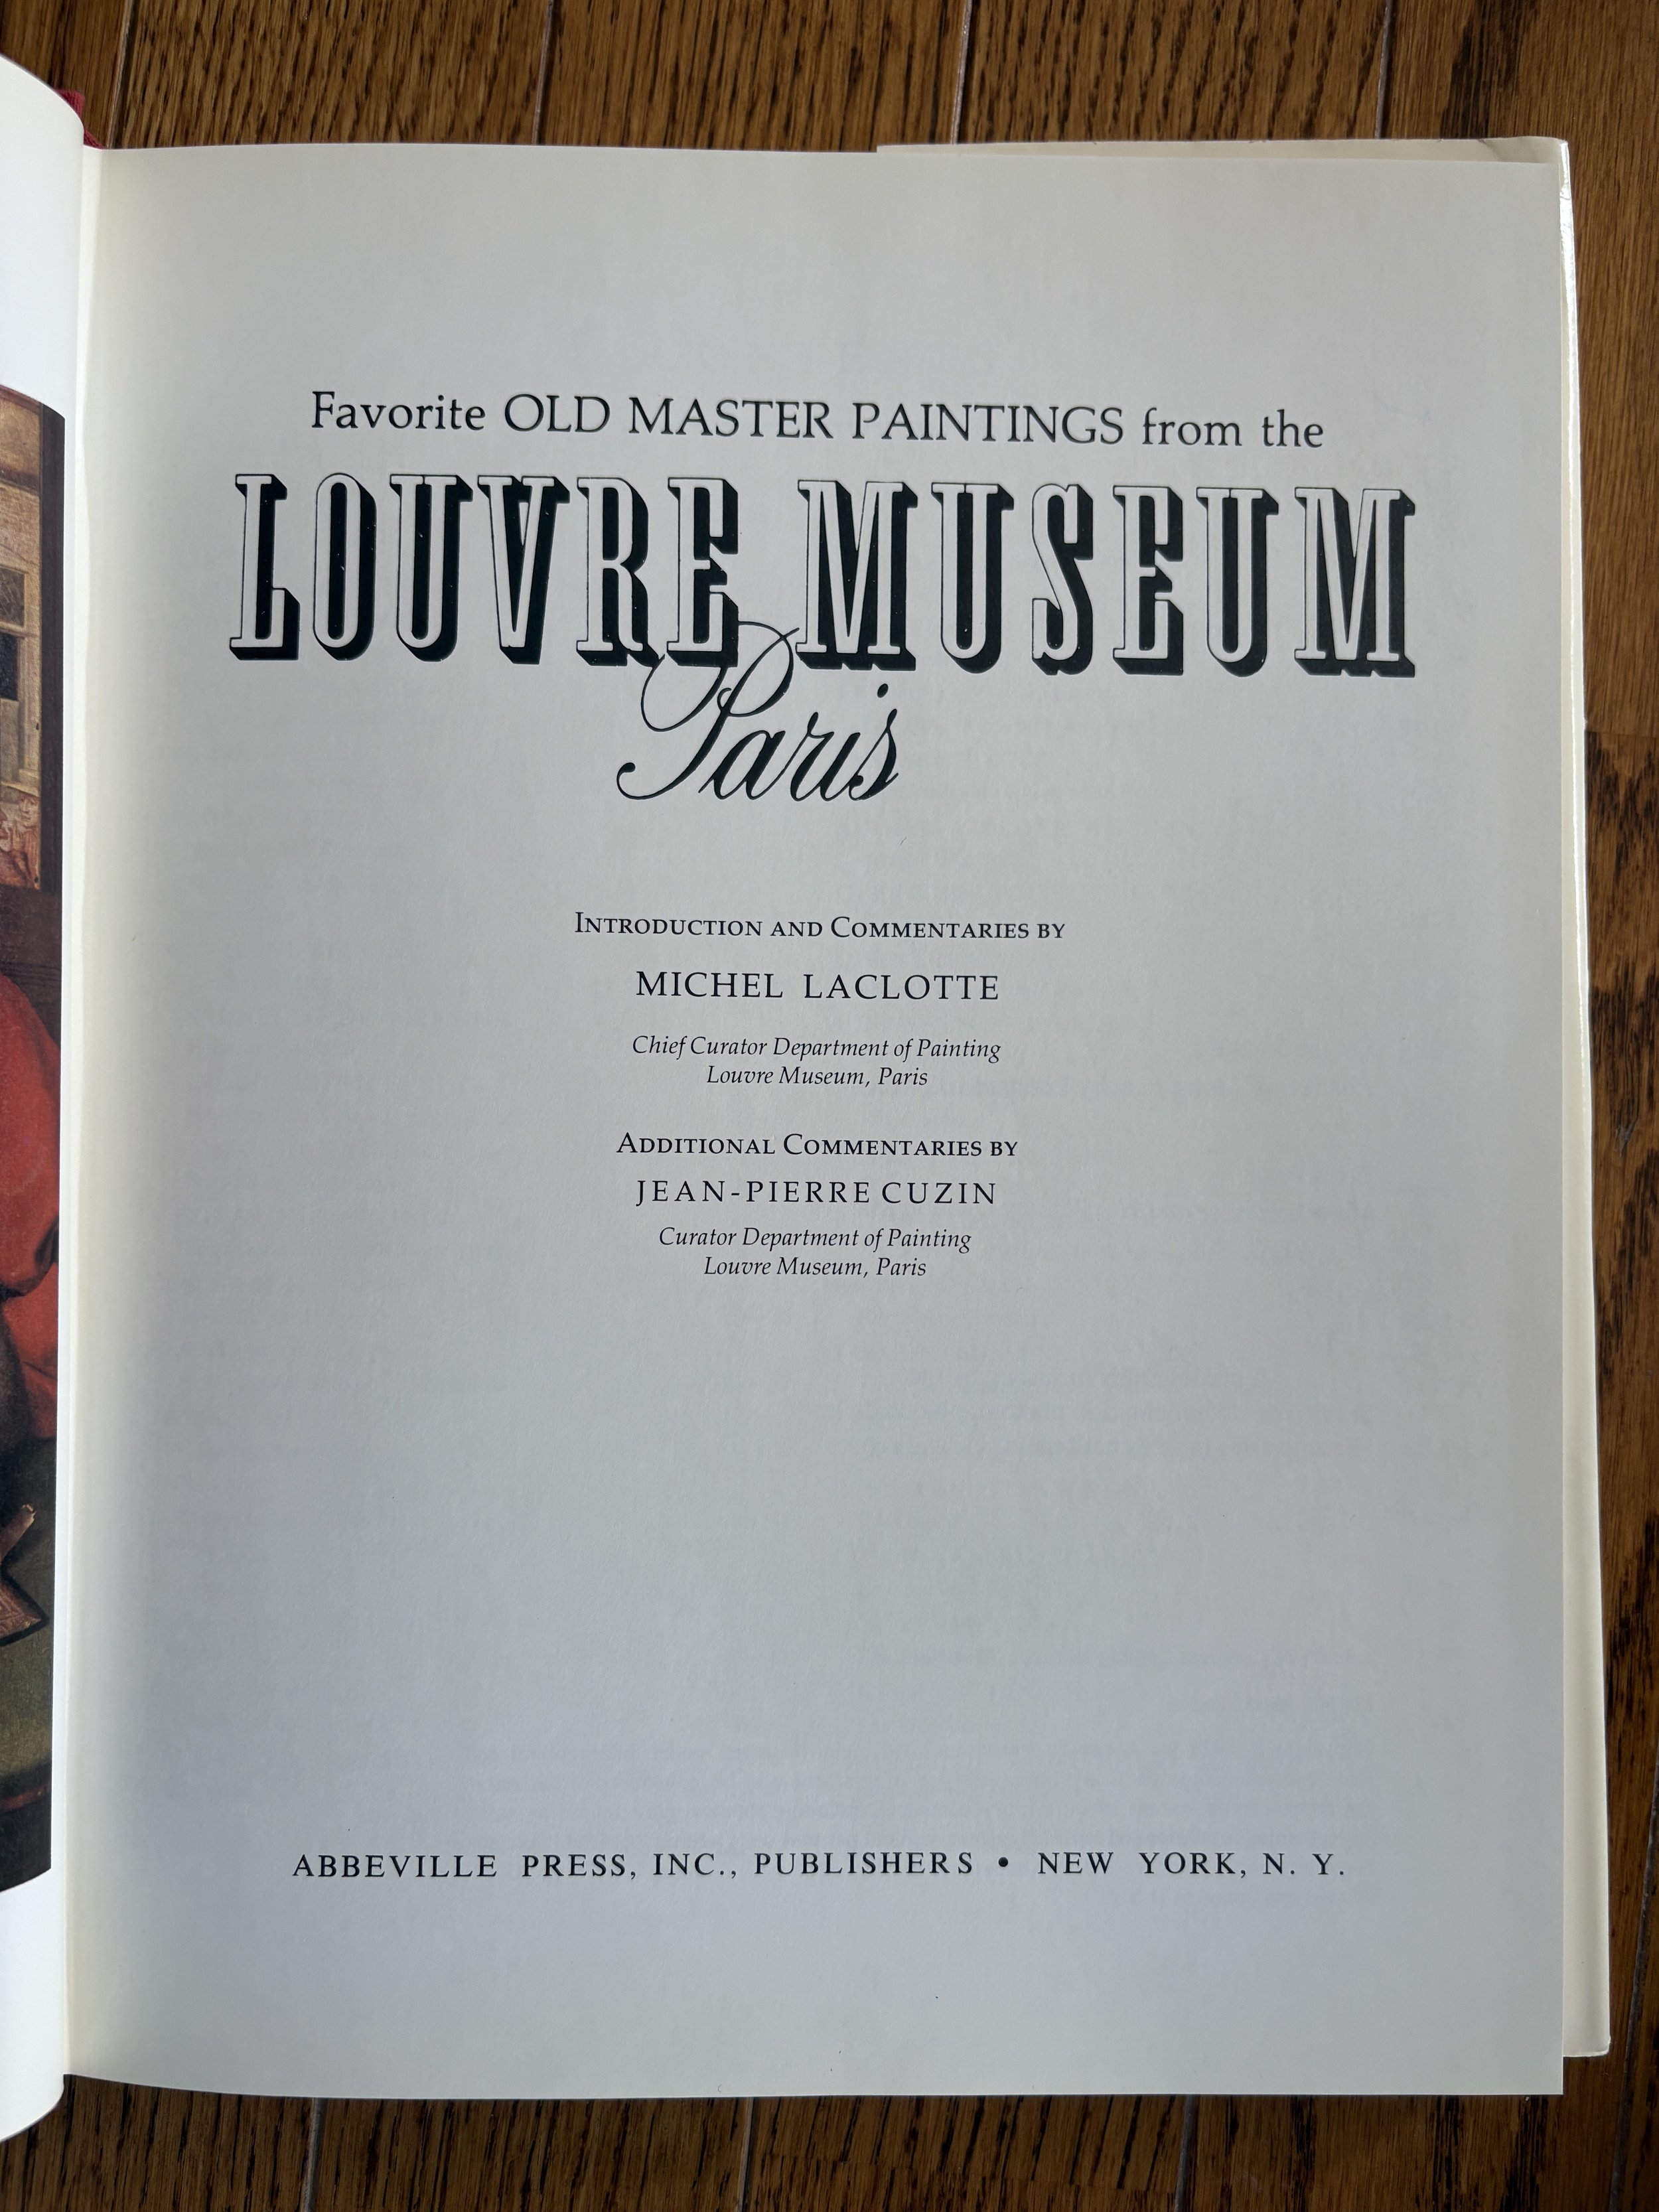 Favorite OLD MASTER PAINTINGS from the
LOUVRE MUSEUM
Paris
INTRODUCTION AND COMMENTARIES BY
MICHEL LACLOTTE
Chief Curator Department of Painting
Louvre Museum, Paris
ADDITIONAL COMMENTARIES BY
JEAN-PIERRE CUZIN
Curator Department of Painting
Louvre Museum, Paris
ABBEVILLE PRESS, INC., PUBLISHERS • NEW YORK, N. Y.